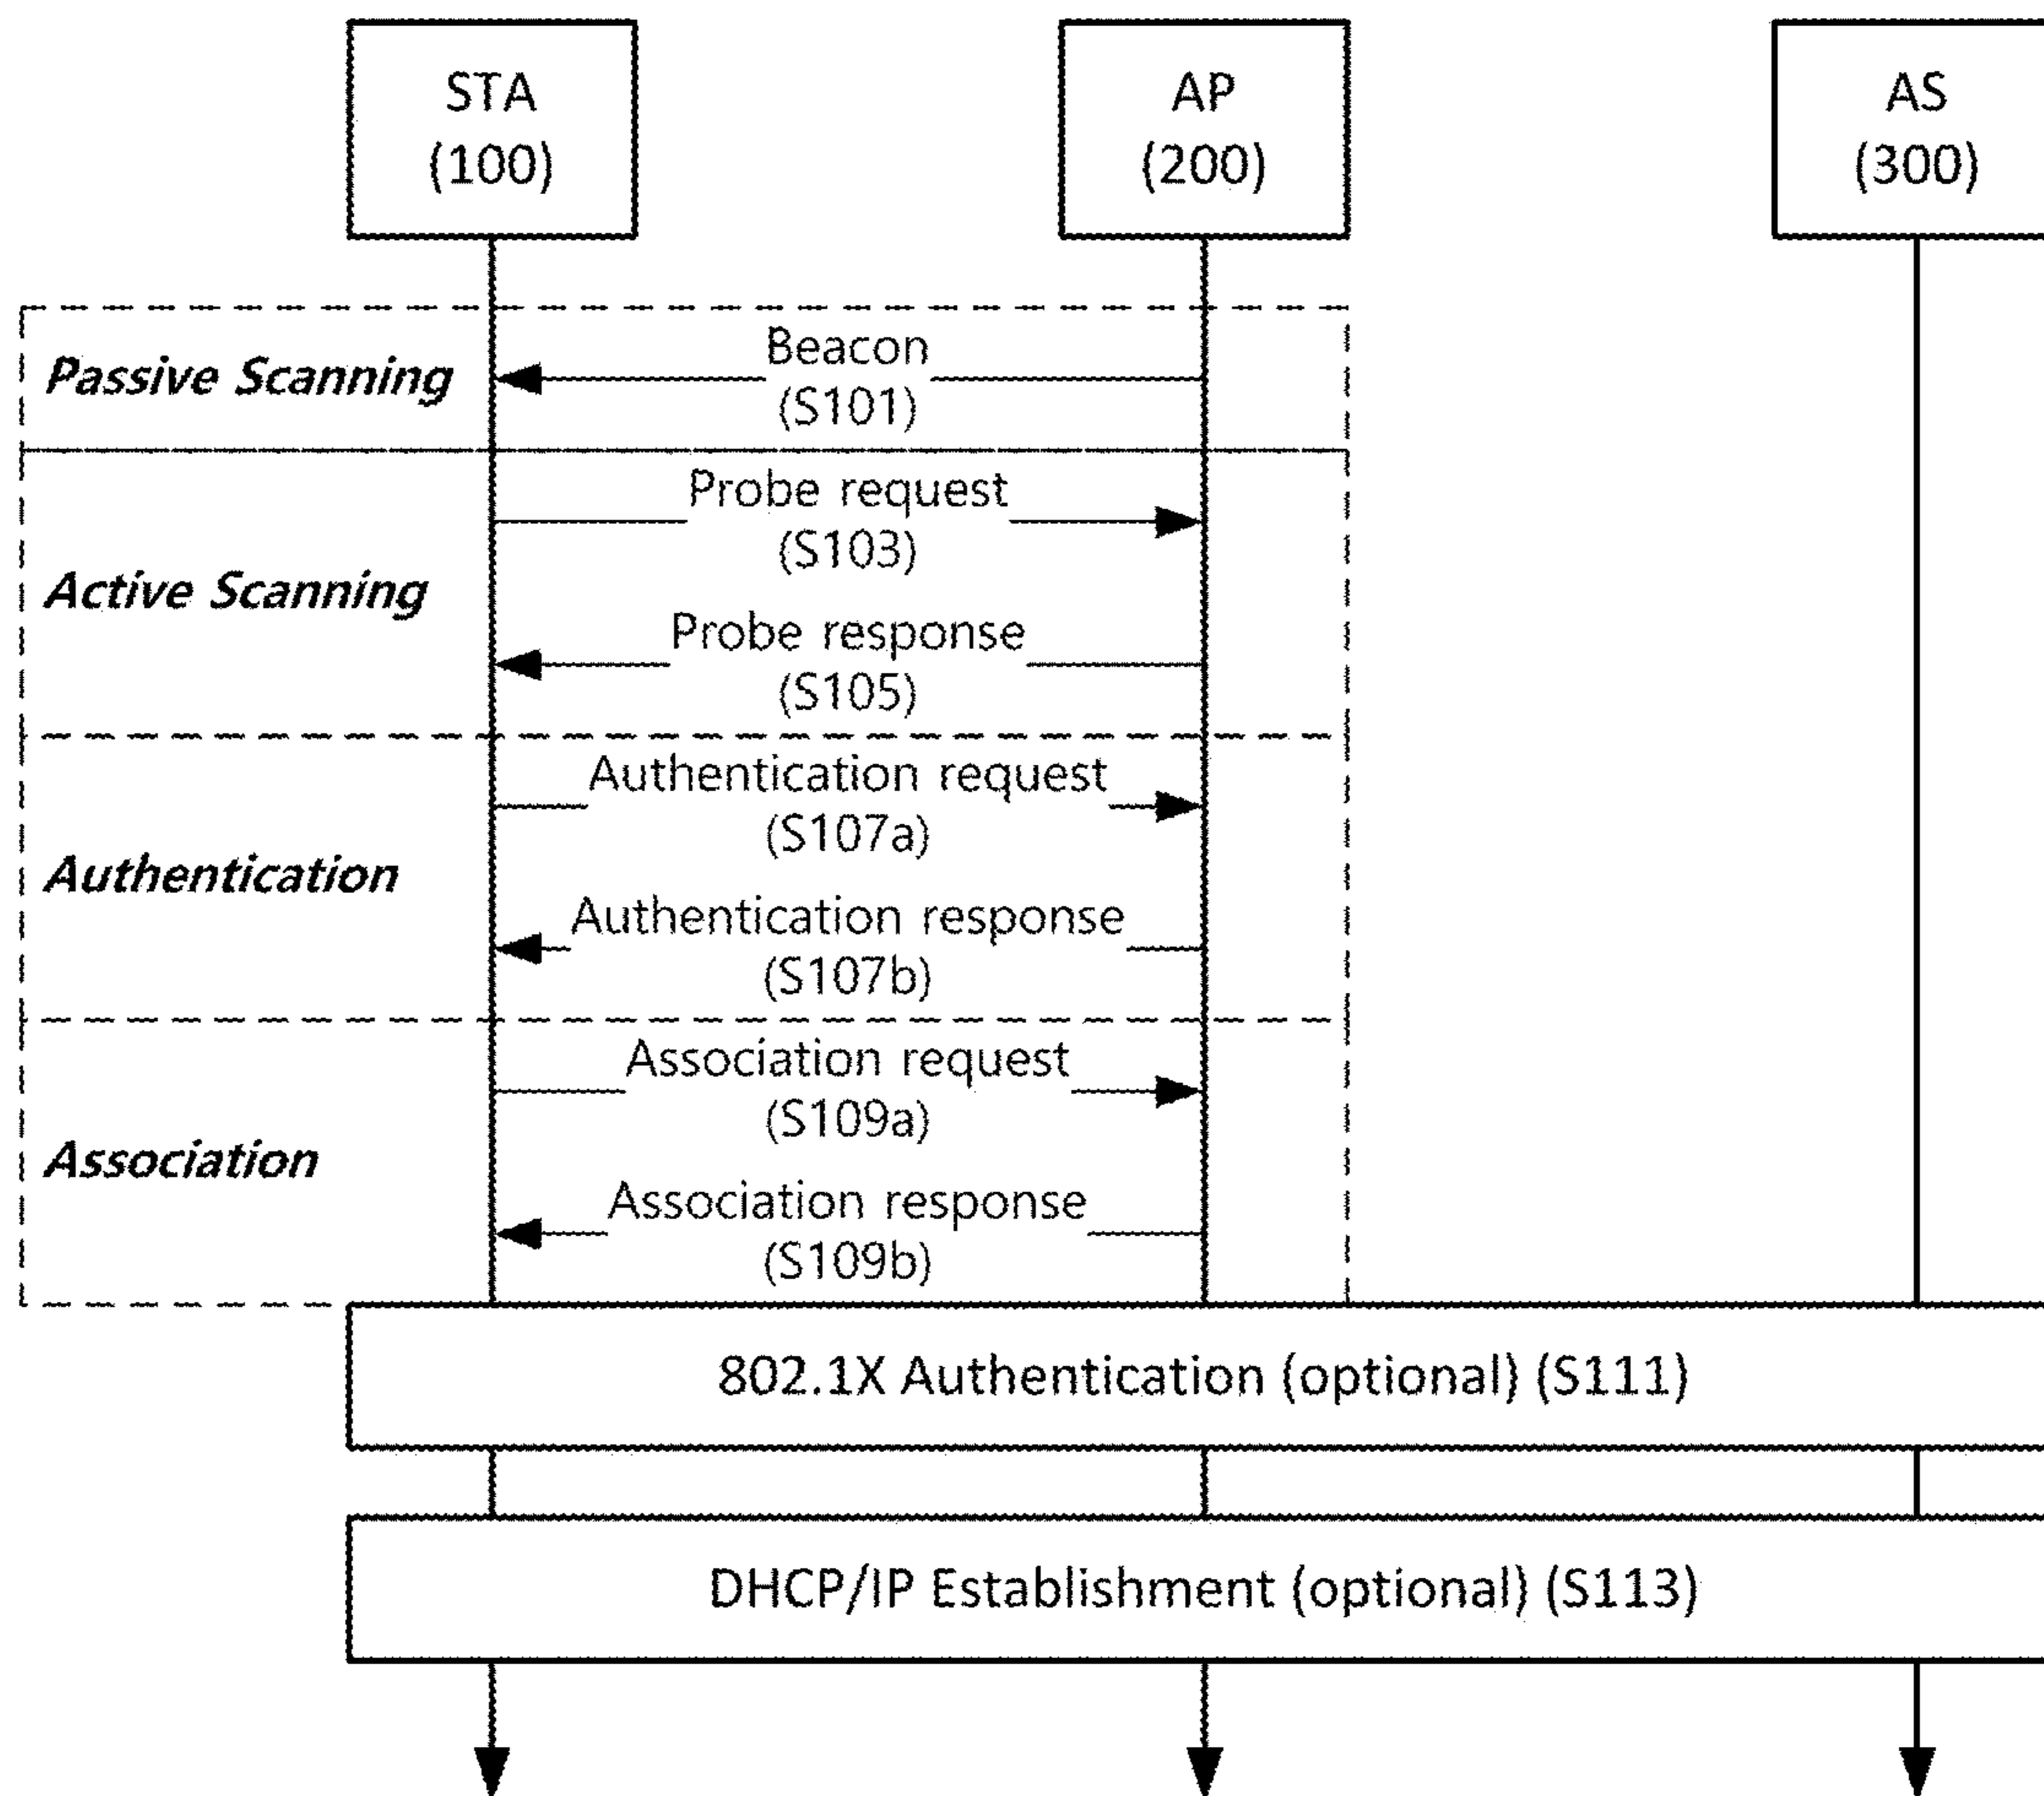 STA
(100)
AP
(200)
AS
(300)
Passive Scanning
Beacon
(S101)
Active Scanning
Probe request
(S103)
Probe response
(S105)
Authentication
Authentication request
(S107a)
Authentication response
(S107b)
Association
Association request
(S109a)
Association response
(S109b)
802.1X Authentication (optional) (S111)
DHCP/IP Establishment (optional) (S113)